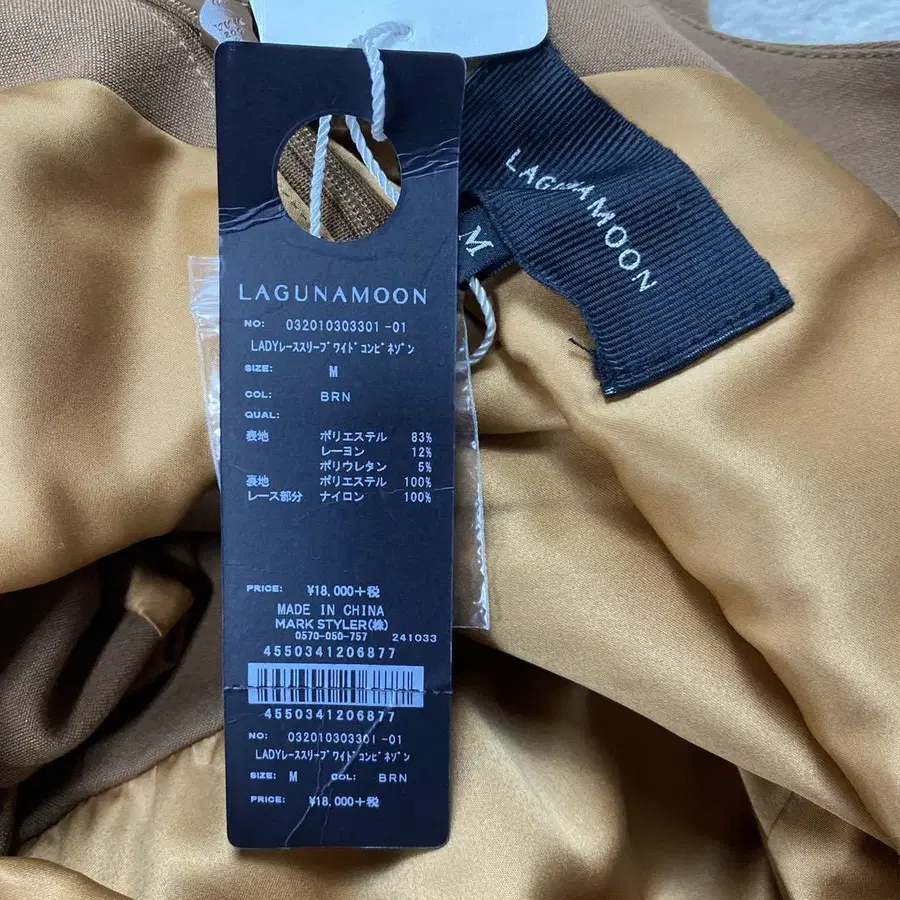 LAGUNAMOON
M
LAGUNAMOON
NO: 032010303301-01
LADYレーススリーブワイドコンビネゾン
SIZE: M
COL: BRN
QUAL:
表地 ポリエステル 83%
レーヨン 12%
ポリウレタン 5%
裏地 ポリエステル 100%
レース部分 ナイロン 100%
PRICE: ¥18,000+税
MADE IN CHINA
MARK STYLER(株)
0570-050-757 241033
4550341206877
4550341206877
NO: 032010303301-01
LADYレーススリーブワイドコンビネゾン
SIZE: M COL: BRN
PRICE: ¥18,000+税